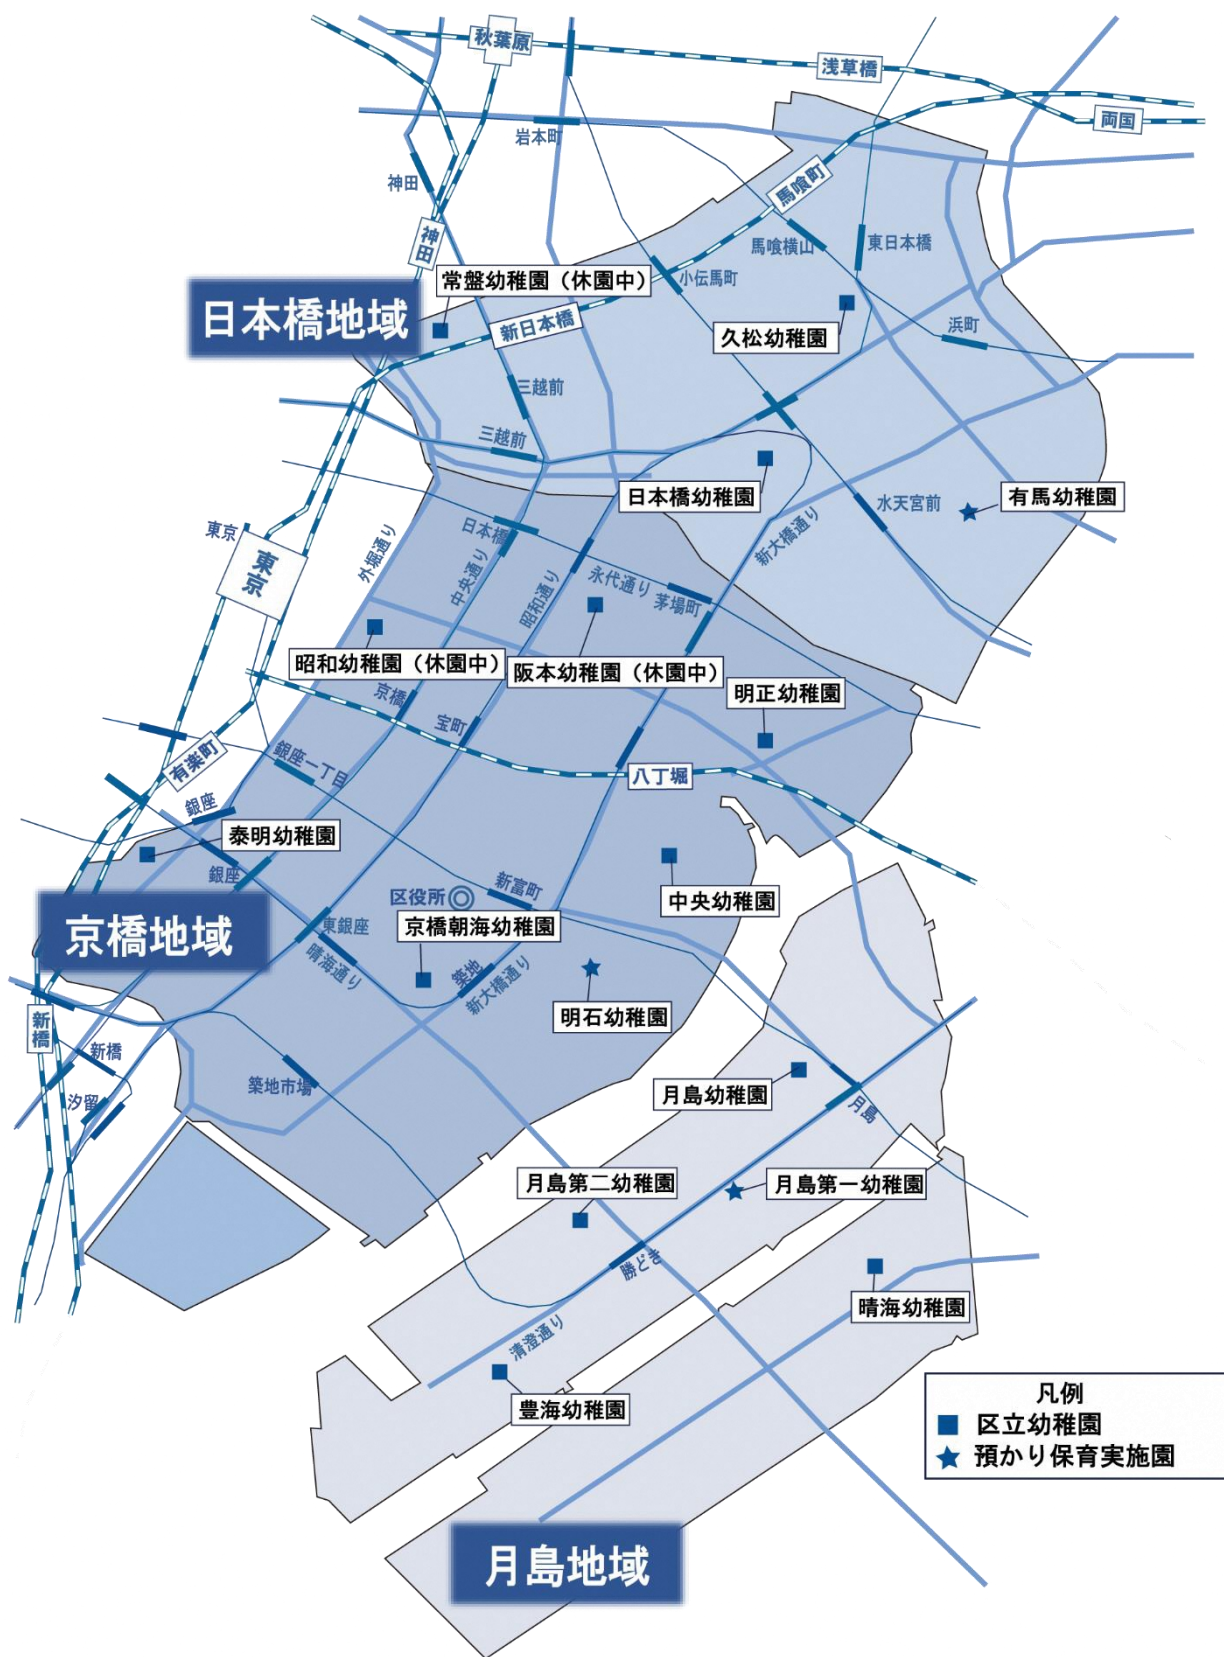 秋葉原
浅草橋
両国
岩本町
神田
馬喰町
神田
馬喰横山
東日本橋
常盤幼稚園（休園中）
小伝馬町
日本橋地域
新日本橋
久松幼稚園
浜町
三越前
三越前
日本橋幼稚園
水天宮前
有馬幼稚園
東京
東京
外堀通り
日本橋
中央通り
昭和通り
永代通り
茅場町
新大橋通り
昭和幼稚園（休園中）
阪本幼稚園（休園中）
明正幼稚園
京橋
宝町
有楽町
銀座一丁目
八丁堀
銀座
泰明幼稚園
銀座
区役所
新富町
中央幼稚園
京橋地域
東銀座
京橋朝海幼稚園
晴海通り
築地
新大橋通り
明石幼稚園
新橋
新橋
汐留
築地市場
月島幼稚園
月島
月島第二幼稚園
月島第一幼稚園
勝どき
晴海幼稚園
清澄通り
豊海幼稚園
凡例
区立幼稚園
預かり保育実施園
月島地域